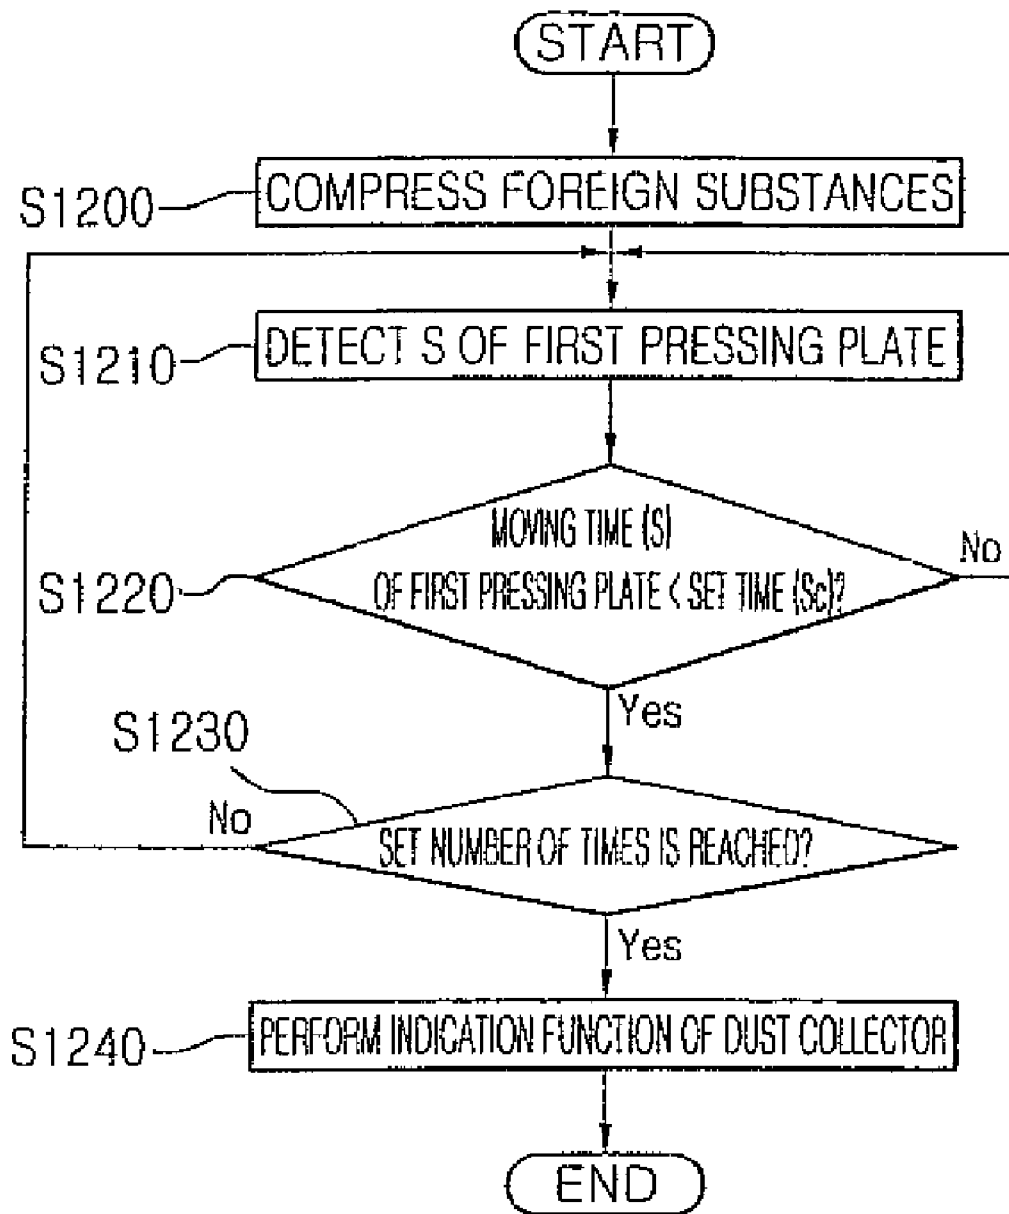 START
S1200
COMPRESS FOREIGN SUBSTANCES
S1210
DETECT S OF FIRST PRESSING PLATE
MOVING TIME (S)
S1220
OF FIRST PRESSING PLATE < SET TIME (Sc)?
No
Yes
S1230
No
SET NUMBER OF TIMES IS REACHED?
Yes
S1240
PERFORM INDICATION FUNCTION OF DUST COLLECTOR
END